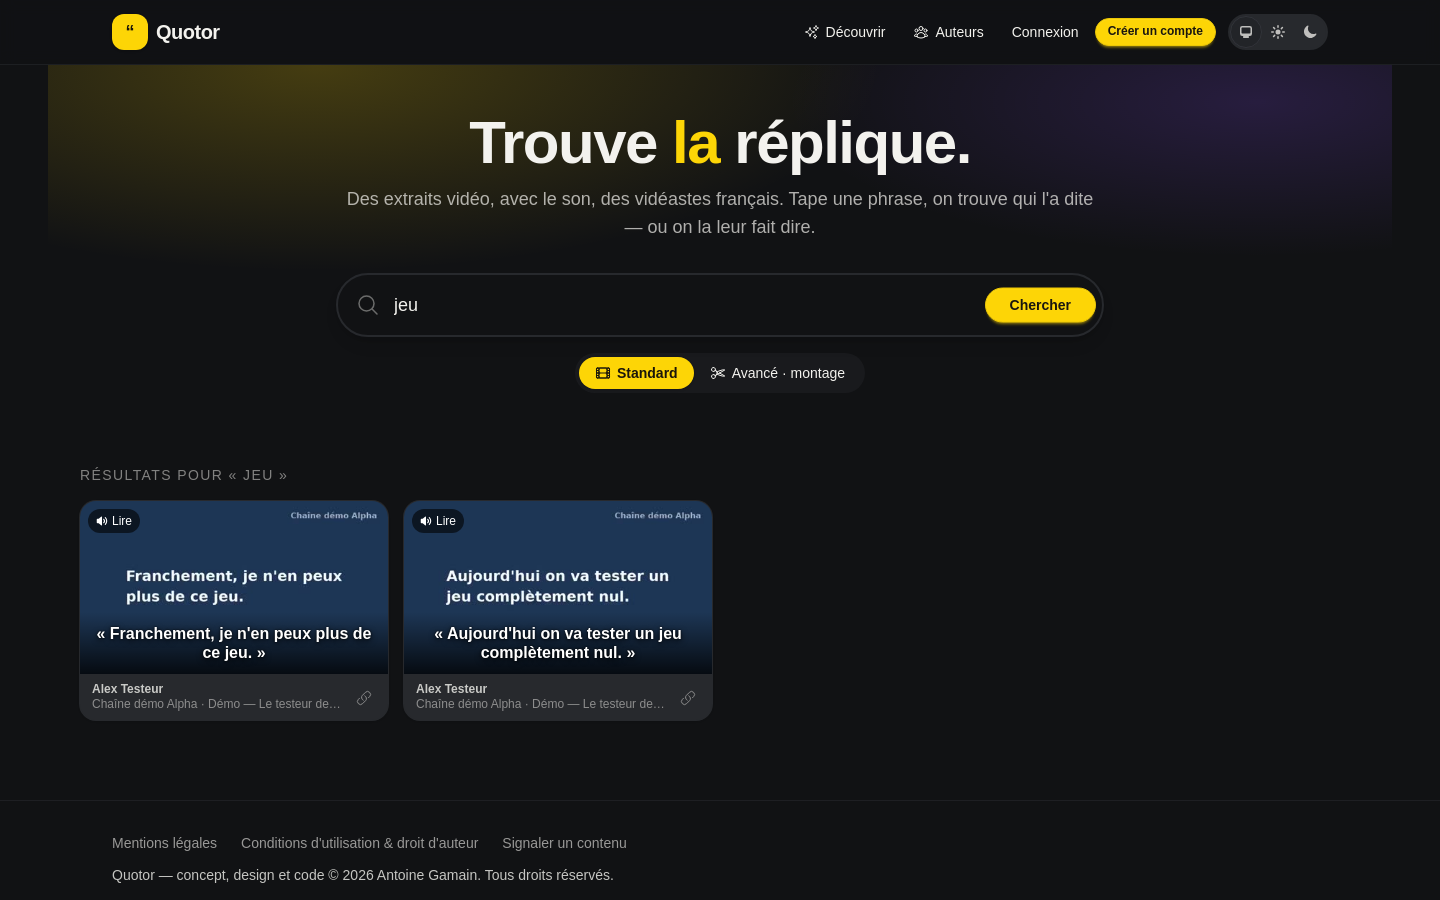 “ Quotor
Découvrir
Auteurs
Connexion
Créer un compte
Trouve la réplique.
Des extraits vidéo, avec le son, des vidéastes français. Tape une phrase, on trouve qui l'a dite
— ou on la leur fait dire.
jeu
Chercher
Standard
Avancé · montage
RÉSULTATS POUR « JEU »
Lire
Chaîne démo Alpha
Franchement, je n'en peux
plus de ce jeu.
« Franchement, je n'en peux plus de
ce jeu. »
Alex Testeur
Chaîne démo Alpha · Démo — Le testeur de…
Lire
Chaîne démo Alpha
Aujourd'hui on va tester un
jeu complètement nul.
« Aujourd'hui on va tester un jeu
complètement nul. »
Alex Testeur
Chaîne démo Alpha · Démo — Le testeur de…
Mentions légales
Conditions d'utilisation & droit d'auteur
Signaler un contenu
Quotor — concept, design et code © 2026 Antoine Gamain. Tous droits réservés.